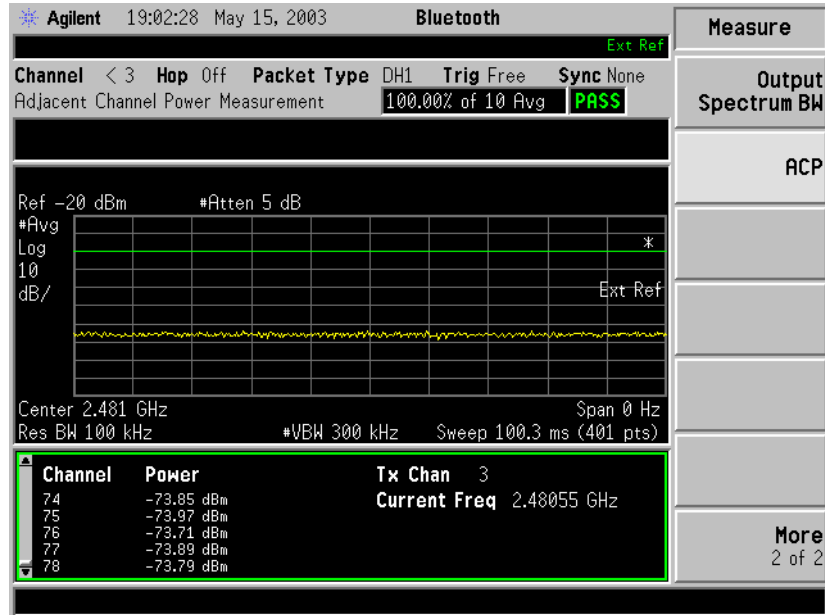 Agilent 19:02:28 May 15, 2003 Bluetooth
Ext Ref
Channel < 3 Hop Off Packet Type DH1 Trig Free Sync None
Adjacent Channel Power Measurement 100.00% of 10 Avg PASS
Ref -20 dBm #Atten 5 dB
#Avg
Log
10
dB/
*
Ext Ref
Center 2.481 GHz Span 0 Hz
Res BW 100 kHz #VBW 300 kHz Sweep 100.3 ms (401 pts)
Channel Power Tx Chan 3
74 -73.85 dBm Current Freq 2.48055 GHz
75 -73.97 dBm
76 -73.71 dBm
77 -73.89 dBm
78 -73.79 dBm
Measure
Output
Spectrum BW
ACP
More
2 of 2